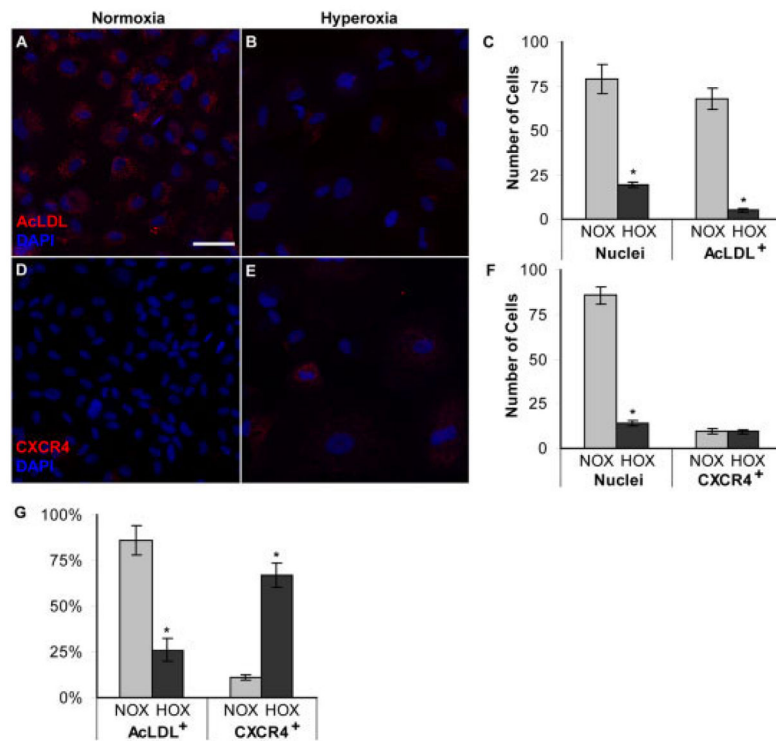 Normoxia Hyperoxia
A
B
AcLDL
DAPI
C
Number of Cells
100
75
50
25
0
NOX HOX NOX HOX
Nuclei AcLDL+
D
E
CXCR4
DAPI
F
Number of Cells
100
75
50
25
0
*
*
*
NOX HOX NOX HOX
Nuclei CXCR4+
G
100%
75%
50%
25%
0%
*
*
NOX HOX NOX HOX
AcLDL+ CXCR4+